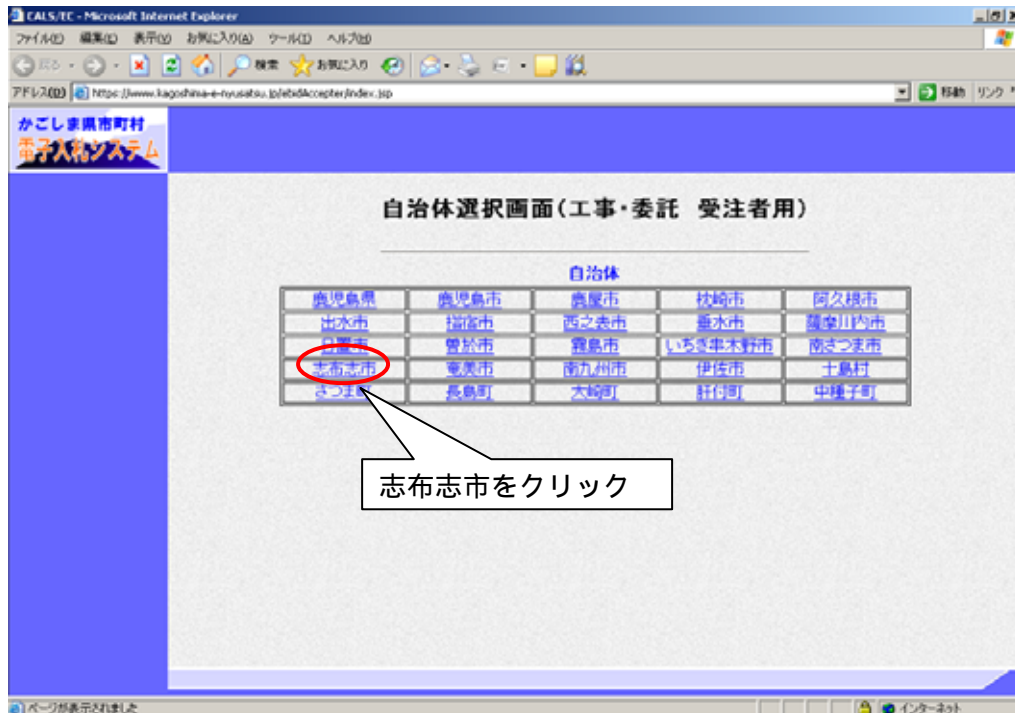 CALS/EC - Microsoft Internet Explorer
ファイル(E) 編集(E) 表示(V) お気に入り(A) ツール(T) ヘルプ(H)
戻る 検索 お気に入り
アドレス(D) https://www.kagoshima-e-nyusatsu.jp/ebidAccepter/index.jsp 移動 リンク
かごしま県市町村
電子入札システム
自治体選択画面(工事・委託 受注者用)
自治体
鹿児島県 鹿児島市 鹿屋市 枕崎市 阿久根市
出水市 指宿市 西之表市 垂水市 薩摩川内市
日置市 曽於市 霧島市 いちき串木野市 南さつま市
志布志市 奄美市 南九州市 伊佐市 十島村
さつま町 長島町 大崎町 肝付町 中種子町
志布志市をクリック
ページが表示されました インターネット